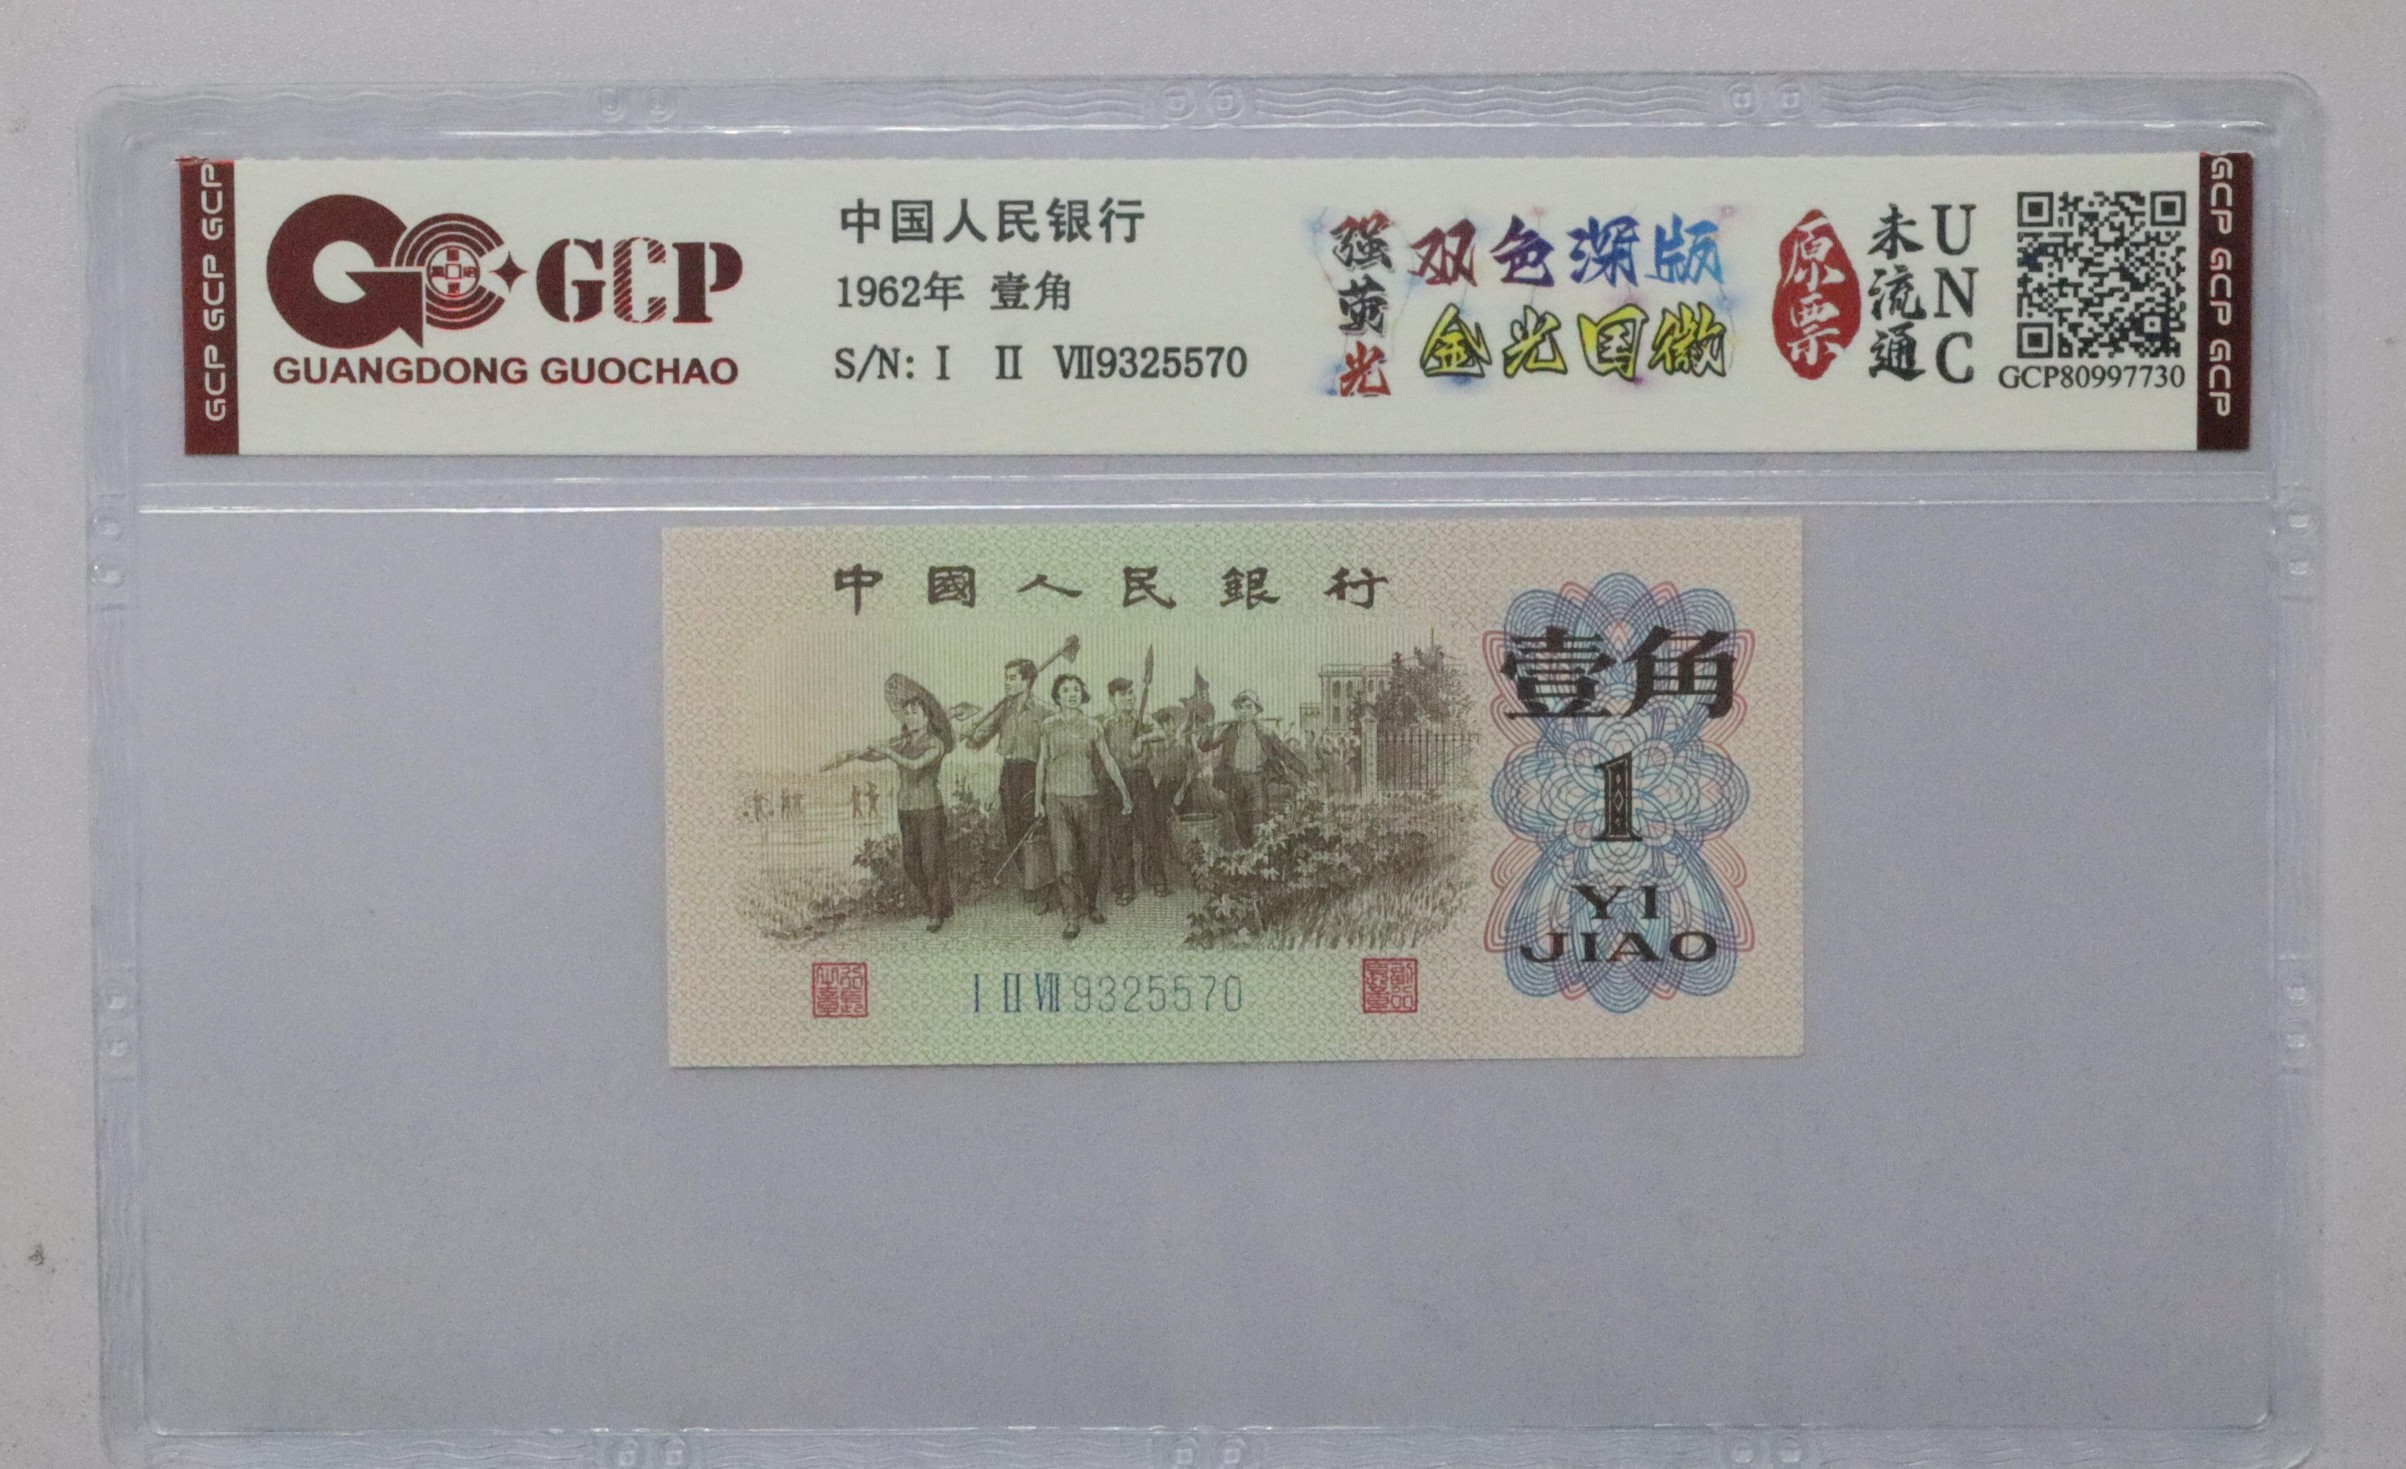 GCP GCP GCP
GCP
GUANGDONG GUOCHAO
中国人民银行
1962年 壹角
S/N: I II VII9325570
强荧光
双色深版
金光国徽
原票
未流通
UNC
GCP80997730
GCP GCP GCP
中國人民銀行
壹角
1
YI
JIAO
I II VII 9325570